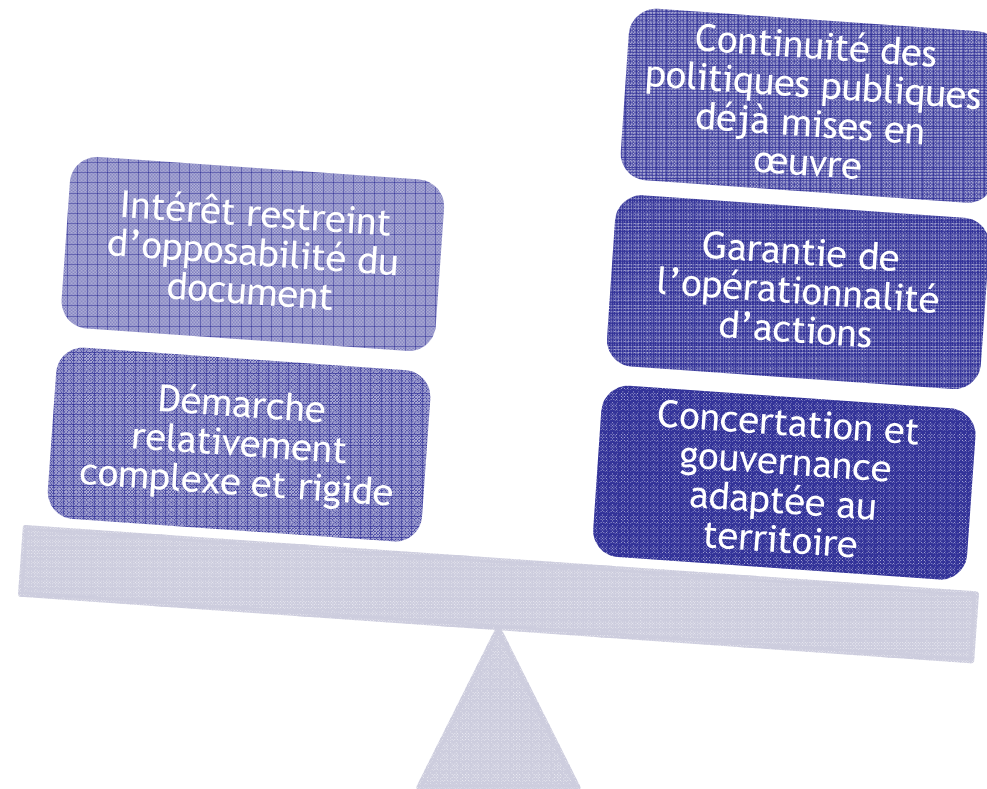 Intérêt restreint
d’opposabilité du
document
Démarche
relativement
complexe et rigide
Continuité des
politiques publiques
déjà mises en
œuvre
Garantie de
l’opérationnalité
d’actions
Concertation et
gouvernance
adaptée au
territoire